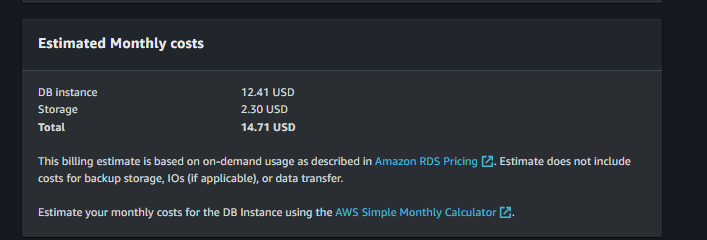 Estimated Monthly costs
DB instance 12.41 USD
Storage 2.30 USD
Total 14.71 USD
This billing estimate is based on on-demand usage as described in Amazon RDS Pricing. Estimate does not include
costs for backup storage, IOs (if applicable), or data transfer.
Estimate your monthly costs for the DB Instance using the AWS Simple Monthly Calculator.